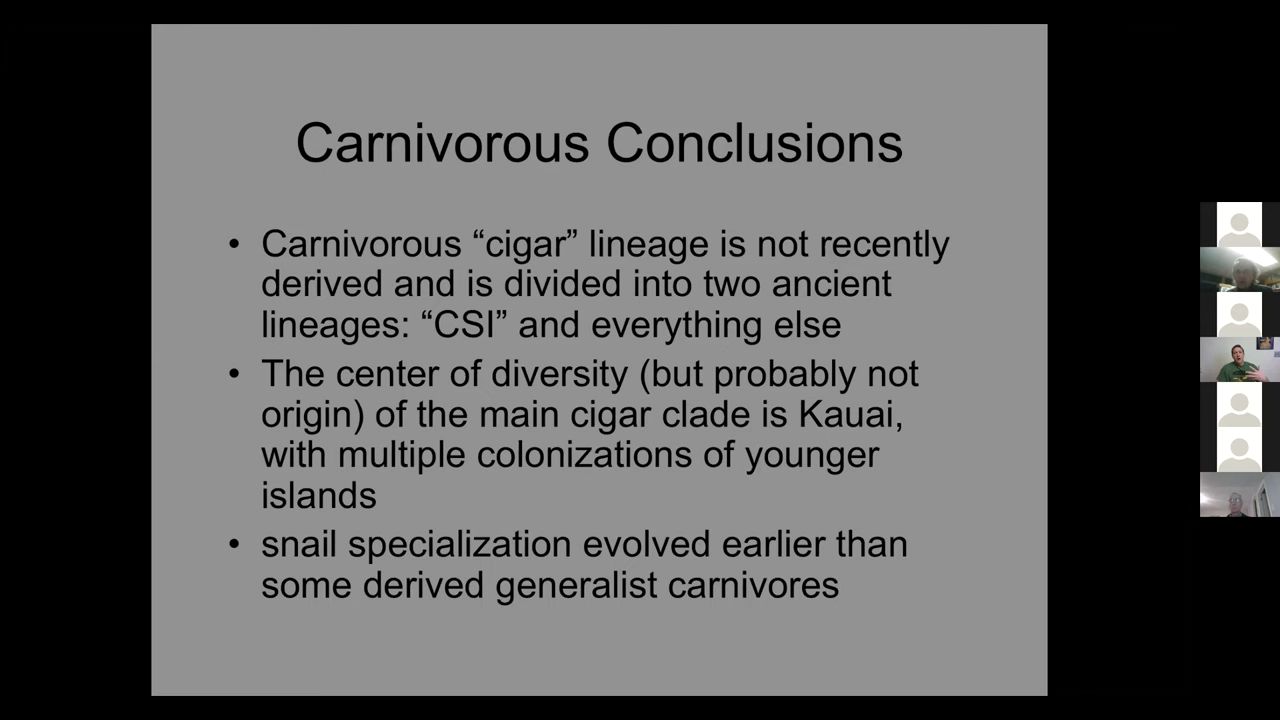 Carnivorous Conclusions
• Carnivorous “cigar” lineage is not recently
derived and is divided into two ancient
lineages: “CSI” and everything else
• The center of diversity (but probably not
origin) of the main cigar clade is Kauai,
with multiple colonizations of younger
islands
• snail specialization evolved earlier than
some derived generalist carnivores